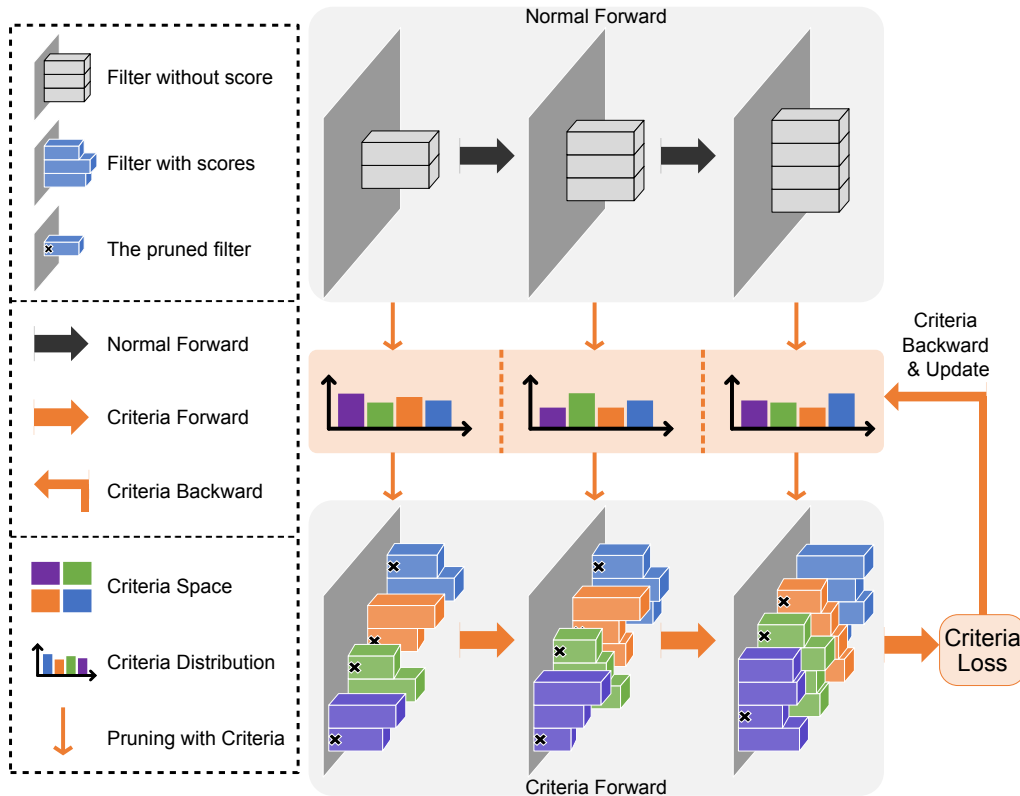 Normal Forward
Filter without score
Filter with scores
The pruned filter
Normal Forward
Criteria Forward
Criteria Backward
Criteria Space
Criteria Distribution
Pruning with Criteria
Criteria
Backward
& Update
Criteria
Loss
Criteria Forward